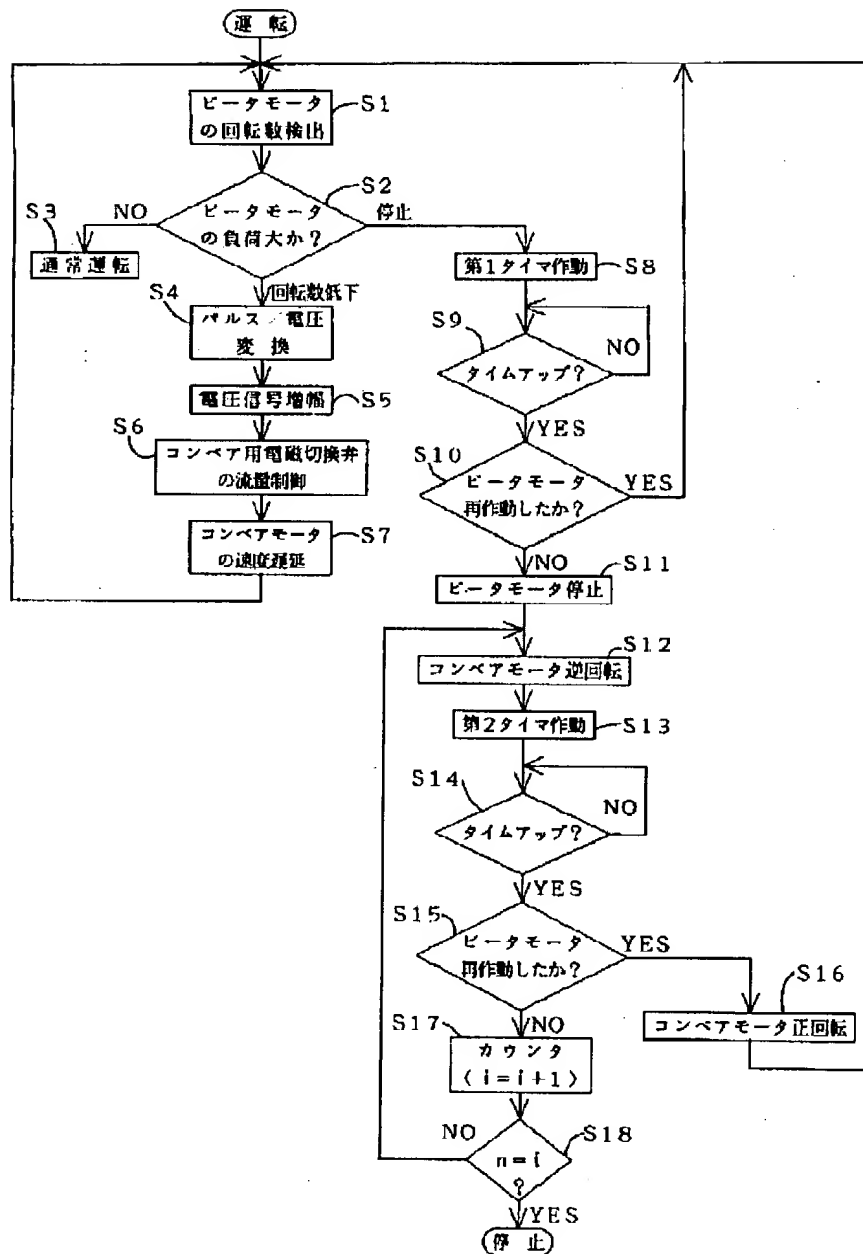 運転
ビータモータ
の回転数検出
S1
ビータモータ
の負荷大か?
S2
NO
停止
S3
通常運転
回転数低下
S4
パルス/電圧
変換
電圧信号増幅
S5
S6
コンベア用電磁切換弁
の流量制御
コンベアモータ
の速度遅延
S7
第1タイマ作動
S8
S9
タイムアップ?
NO
YES
S10
ビータモータ
再作動したか?
YES
NO
ビータモータ停止
S11
コンベアモータ逆回転
S12
第2タイマ作動
S13
S14
タイムアップ?
NO
YES
S15
ビータモータ
再作動したか?
YES
S16
コンベアモータ正回転
NO
S17
カウンタ
(i=i+1)
NO
n=i
?
S18
YES
停止